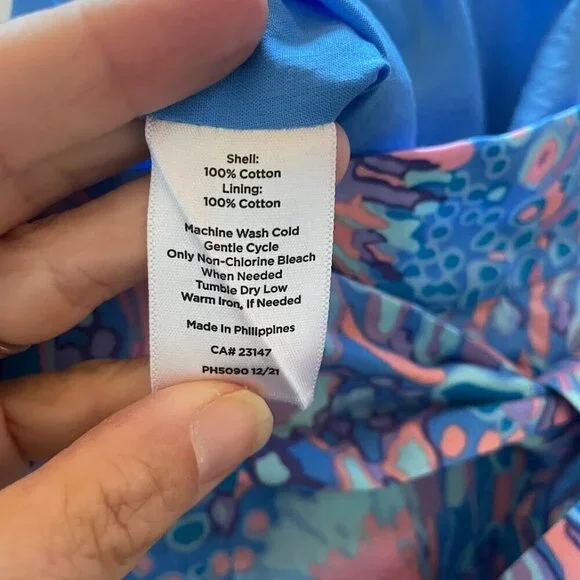 Shell:
100% Cotton
Lining:
100% Cotton
Machine Wash Cold
Gentle Cycle
Only Non-Chlorine Bleach
When Needed
Tumble Dry Low
Warm Iron, If Needed
Made In Philippines
CA# 23147
PH5090 12/21